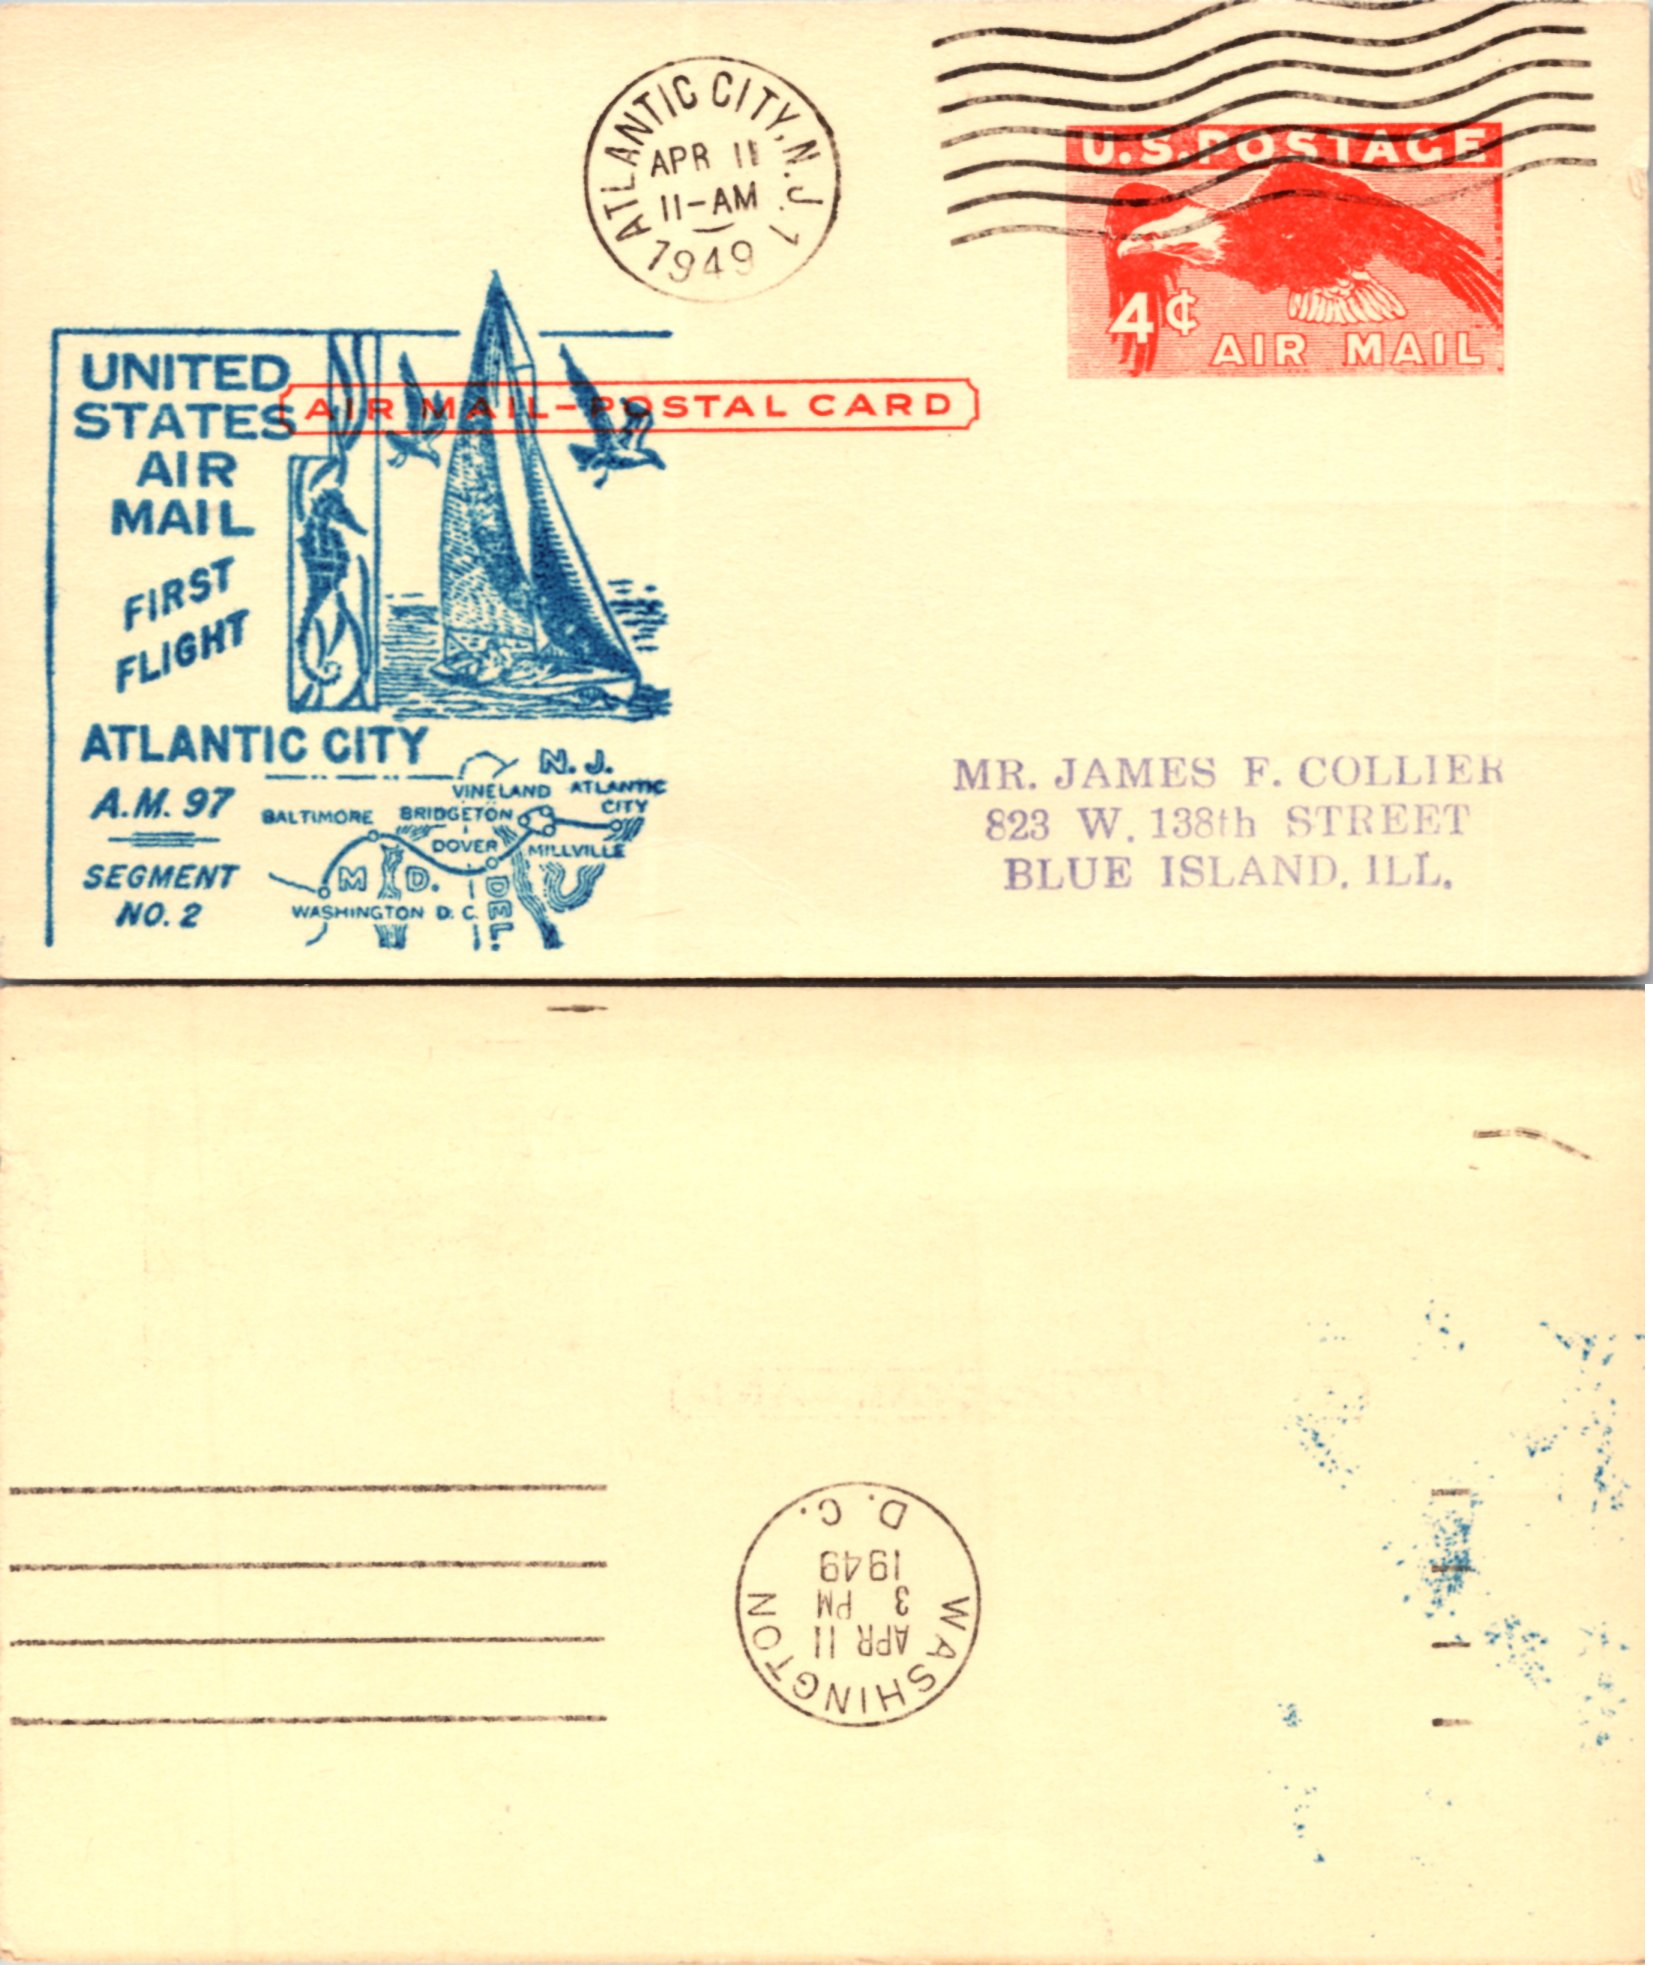 ATLANTIC CITY, N.J. 1
APR 11
11-AM
1949
U.S. POSTAGE
4¢
AIR MAIL
AIR MAIL-POSTAL CARD
UNITED
STATES
AIR
MAIL
FIRST
FLIGHT
ATLANTIC CITY
A.M. 97
SEGMENT
NO. 2
N. J.
VINELAND ATLANTIC
CITY
BALTIMORE BRIDGETON
DOVER MILLVILLE
MD.
DEL.
WASHINGTON D. C.
MR. JAMES F. COLLIER
823 W. 138th STREET
BLUE ISLAND, ILL.
WASHINGTON
APR 11
3 PM
1949
D. C.